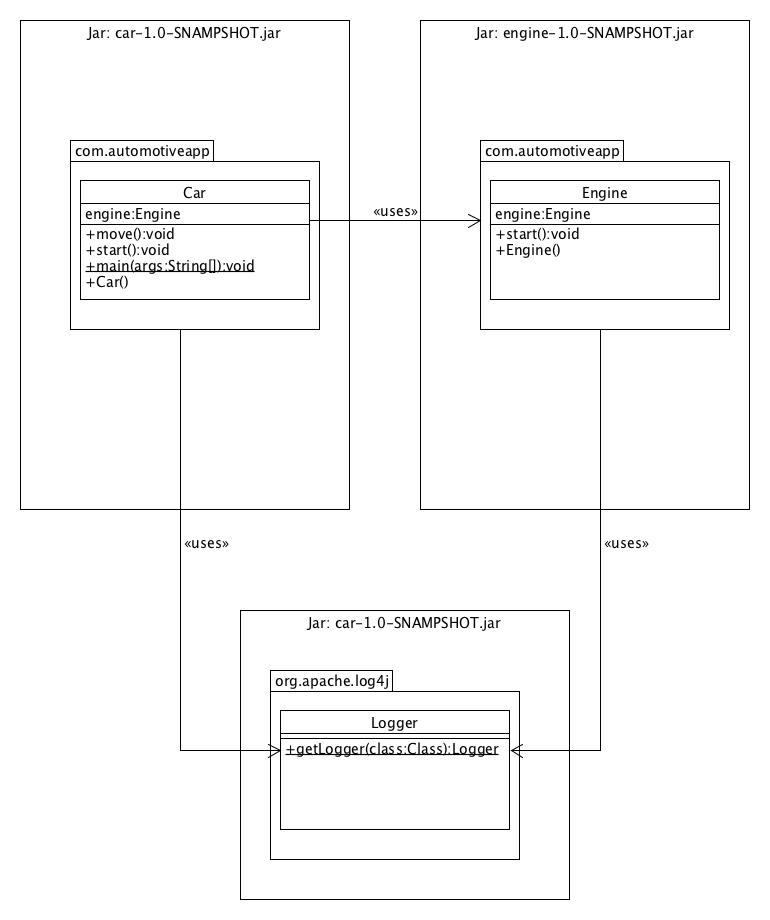 Jar: car-1.0-SNAMPSHOT.jar
Jar: engine-1.0-SNAMPSHOT.jar
com.automotiveapp
Car
engine:Engine
+move():void
+start():void
+main(args:String[]):void
+Car()
«uses»
com.automotiveapp
Engine
engine:Engine
+start():void
+Engine()
«uses»
«uses»
Jar: car-1.0-SNAMPSHOT.jar
org.apache.log4j
Logger
+getLogger(class:Class):Logger